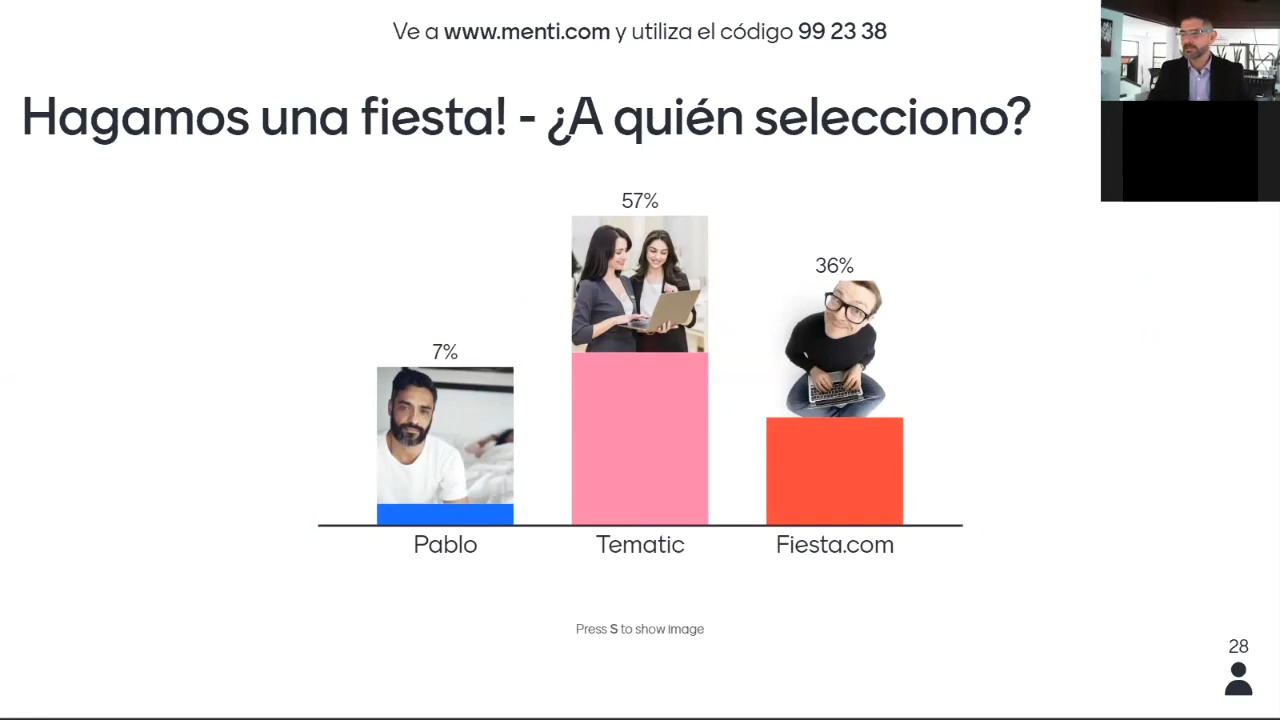 Ve a www.menti.com y utiliza el código 99 23 38
Hagamos una fiesta! - ¿A quién selecciono?
57%
36%
7%
Pablo
Tematic
Fiesta.com
Press S to show image
28